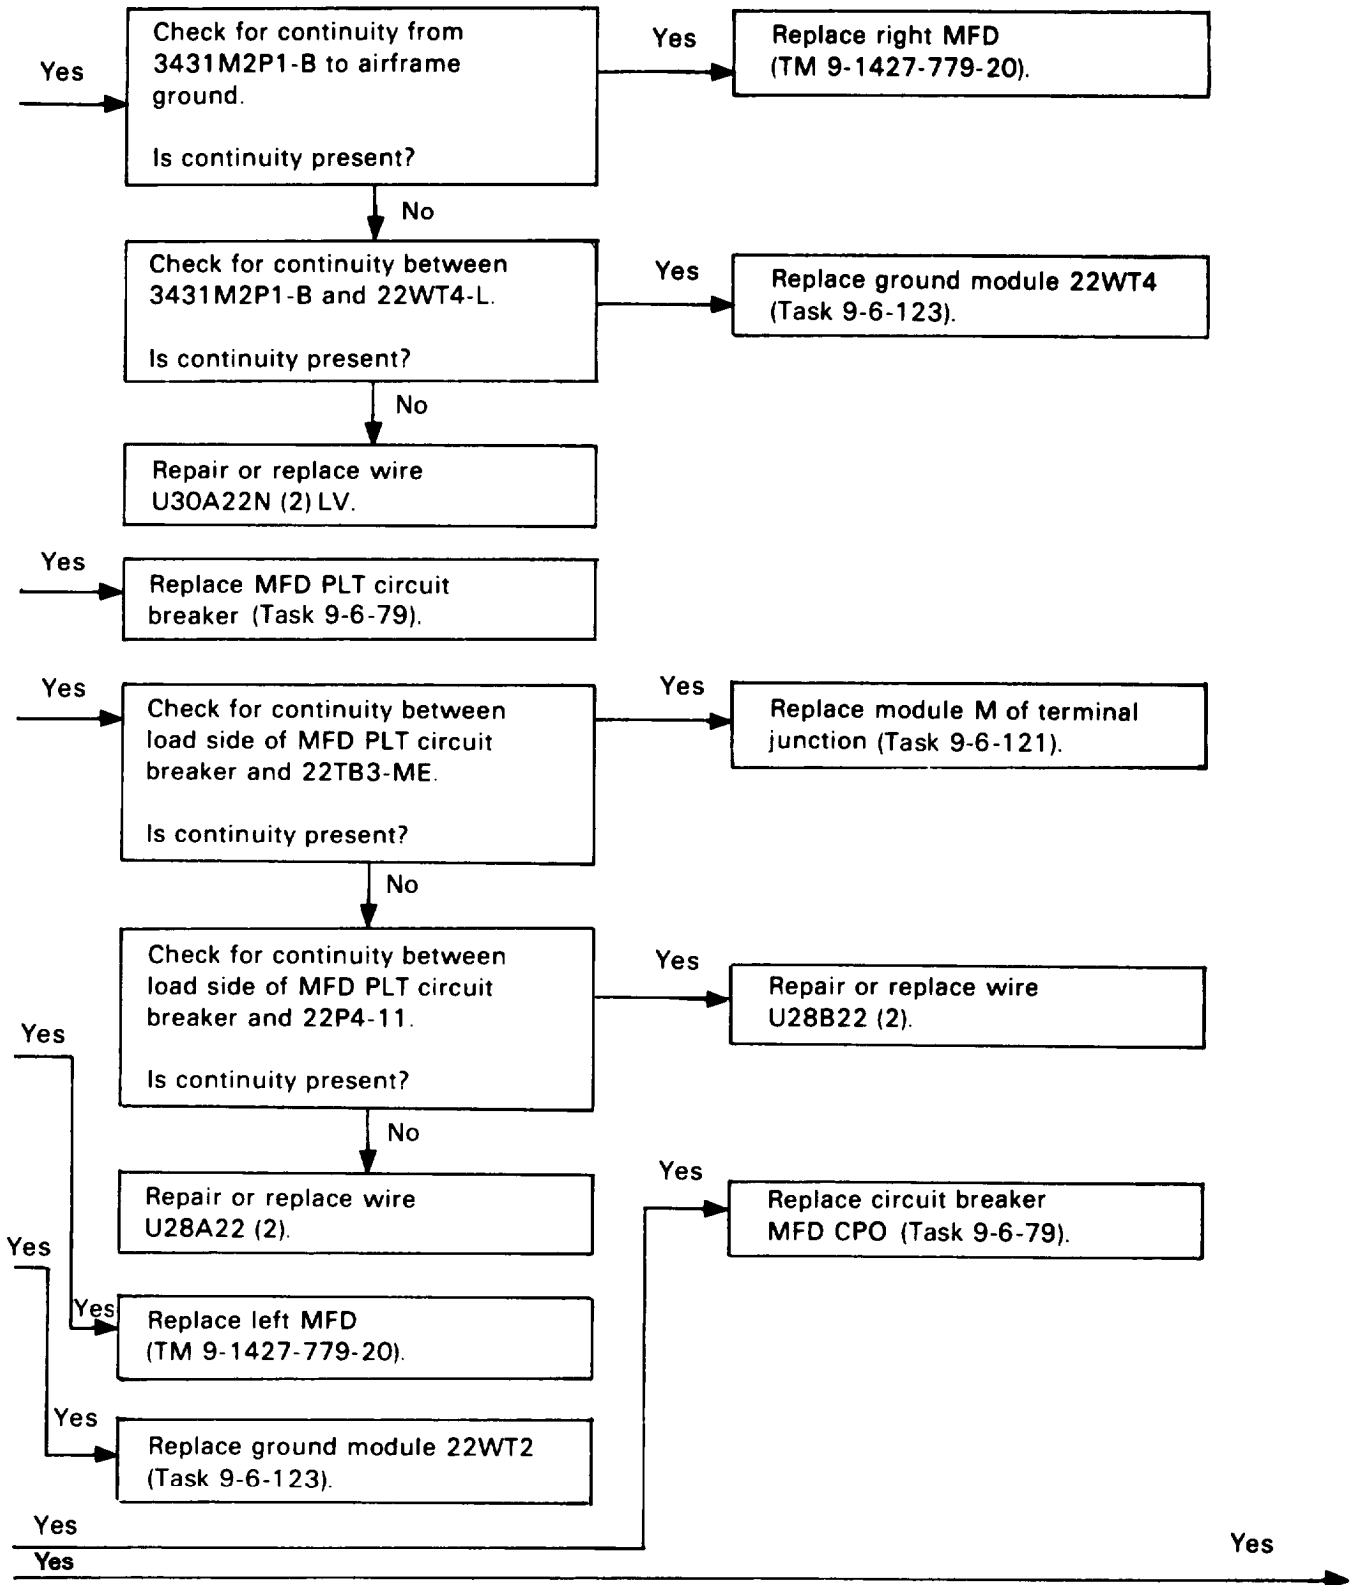 Yes
Check for continuity from
3431M2P1-B to airframe
ground.
Is continuity present?
Yes
Replace right MFD
(TM 9-1427-779-20).
No
Check for continuity between
3431M2P1-B and 22WT4-L.
Is continuity present?
Yes
Replace ground module 22WT4
(Task 9-6-123).
No
Repair or replace wire
U30A22N (2) LV.
Yes
Replace MFD PLT circuit
breaker (Task 9-6-79).
Yes
Check for continuity between
load side of MFD PLT circuit
breaker and 22TB3-ME.
Is continuity present?
Yes
Replace module M of terminal
junction (Task 9-6-121).
No
Check for continuity between
load side of MFD PLT circuit
breaker and 22P4-11.
Is continuity present?
Yes
Repair or replace wire
U28B22 (2).
No
Repair or replace wire
U28A22 (2).
Yes
Replace circuit breaker
MFD CPO (Task 9-6-79).
Yes
Yes
Yes
Replace left MFD
(TM 9-1427-779-20).
Yes
Replace ground module 22WT2
(Task 9-6-123).
Yes
Yes
Yes